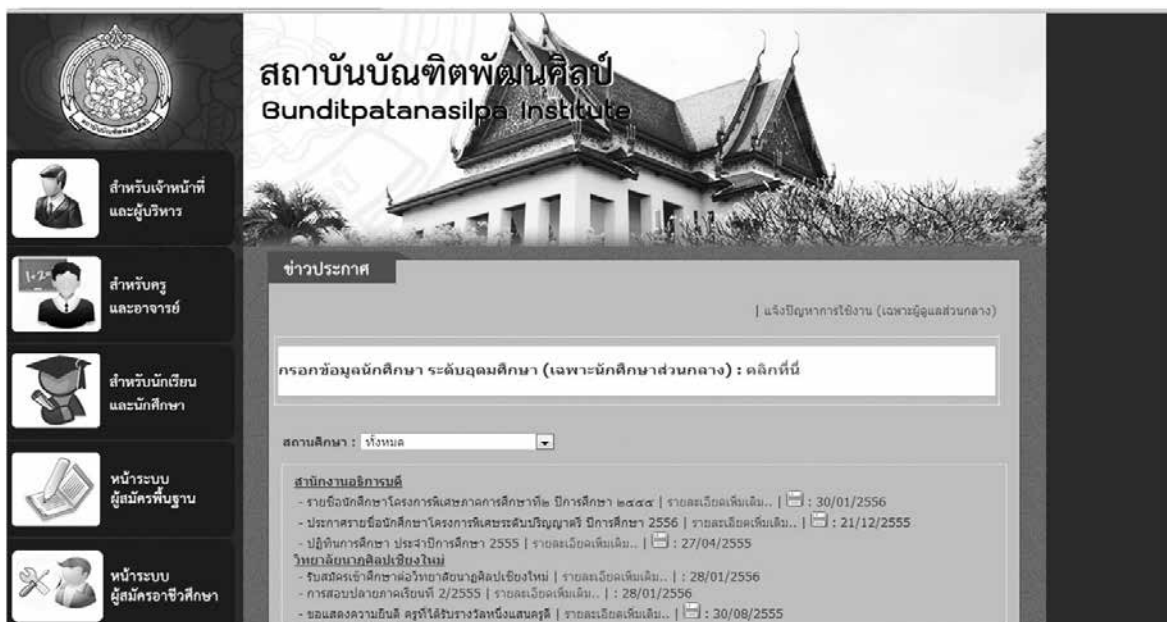 สถาบันบัณฑิตพัฒนศิลป์
Bunditpatanasilpa Institute
สถาบันบัณฑิตพัฒนศิลป์
สำหรับเจ้าหน้าที่
และผู้บริหาร
1+2=
สำหรับครู
และอาจารย์
สำหรับนักเรียน
และนักศึกษา
หน้าระบบ
ผู้สมัครพื้นฐาน
หน้าระบบ
ผู้สมัครอาชีวศึกษา
ข่าวประกาศ
| แจ้งปัญหาการใช้งาน (เฉพาะผู้ดูแลส่วนกลาง)
กรอกข้อมูลนักศึกษา ระดับอุดมศึกษา (เฉพาะนักศึกษาส่วนกลาง) : คลิกที่นี่
สถานศึกษา : ทั้งหมด
สำนักงานอธิการบดี
- รายชื่อนักศึกษาโครงการพิเศษภาคการศึกษาที่๒ ปีการศึกษา ๒๕๕๕ | รายละเอียดเพิ่มเติม.. | : 30/01/2556
- ประกาศรายชื่อนักศึกษาโครงการพิเศษระดับปริญญาตรี ปีการศึกษา 2556 | รายละเอียดเพิ่มเติม.. | : 21/12/2555
- ปฏิทินการศึกษา ประจำปีการศึกษา 2555 | รายละเอียดเพิ่มเติม.. | : 27/04/2555
วิทยาลัยนาฏศิลปเชียงใหม่
- รับสมัครเข้าศึกษาต่อวิทยาลัยนาฏศิลปเชียงใหม่ | รายละเอียดเพิ่มเติม.. | : 28/01/2556
- การสอบปลายภาคเรียนที่ 2/2555 | รายละเอียดเพิ่มเติม.. | : 28/01/2556
- ขอแสดงความยินดี ครูที่ได้รับรางวัลหนึ่งแสนครูดี | รายละเอียดเพิ่มเติม.. | : 30/08/2555